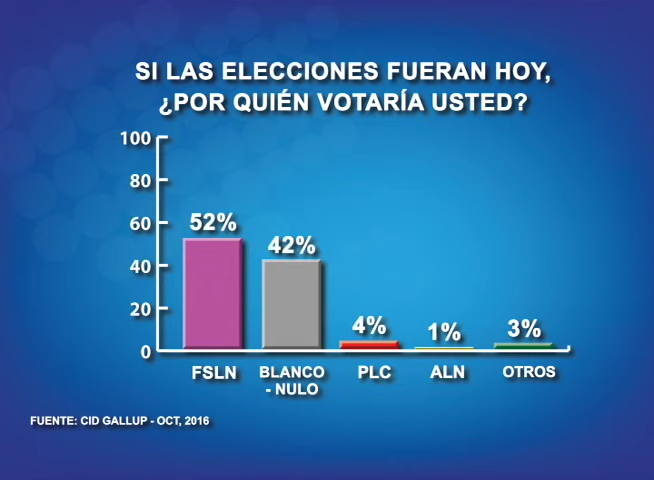 SI LAS ELECCIONES FUERAN HOY,
¿POR QUIÉN VOTARÍA USTED?
100
80
60
40
20
0
52%
42%
4%
1%
3%
FSLN
BLANCO
- NULO
PLC
ALN
OTROS
FUENTE: CID GALLUP - OCT, 2016